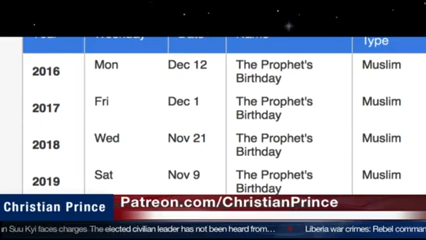 Type
2016 Mon Dec 12 The Prophet's Muslim
Birthday
2017 Fri Dec 1 The Prophet's Muslim
Birthday
2018 Wed Nov 21 The Prophet's Muslim
Birthday
2019 Sat Nov 9 The Prophet's Muslim
Birthday
Christian Prince Patreon.com/ChristianPrince
n Suu Kyi faces charges The elected civilian leader has not been heard from... Liberia war crimes: Rebel comman